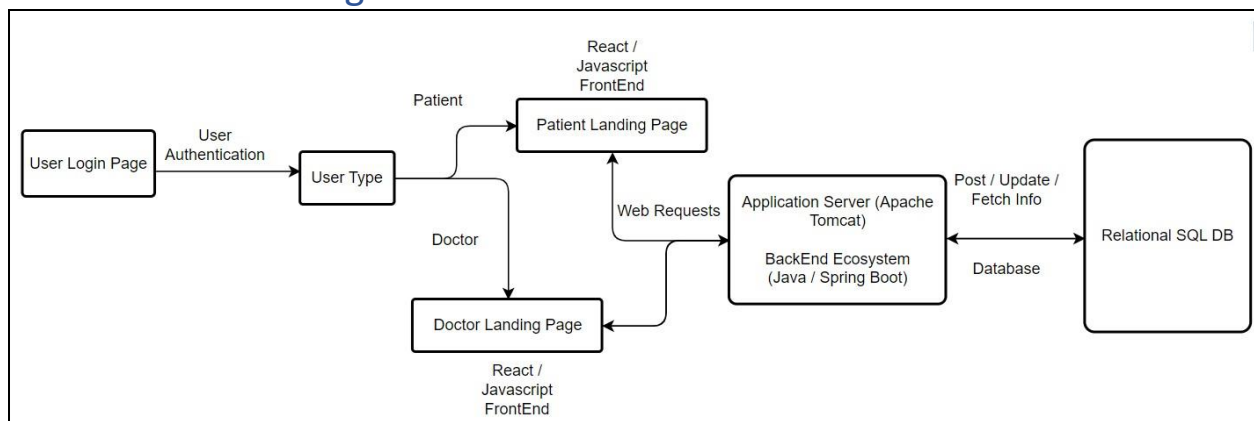 React /
Javascript
FrontEnd
Patient
Patient Landing Page
User
Authentication
User Login Page
User Type
Post / Update /
Fetch Info
Application Server (Apache
Tomcat)
Web Requests
Relational SQL DB
Doctor
BackEnd Ecosystem
(Java / Spring Boot)
Database
Doctor Landing Page
React /
Javascript
FrontEnd